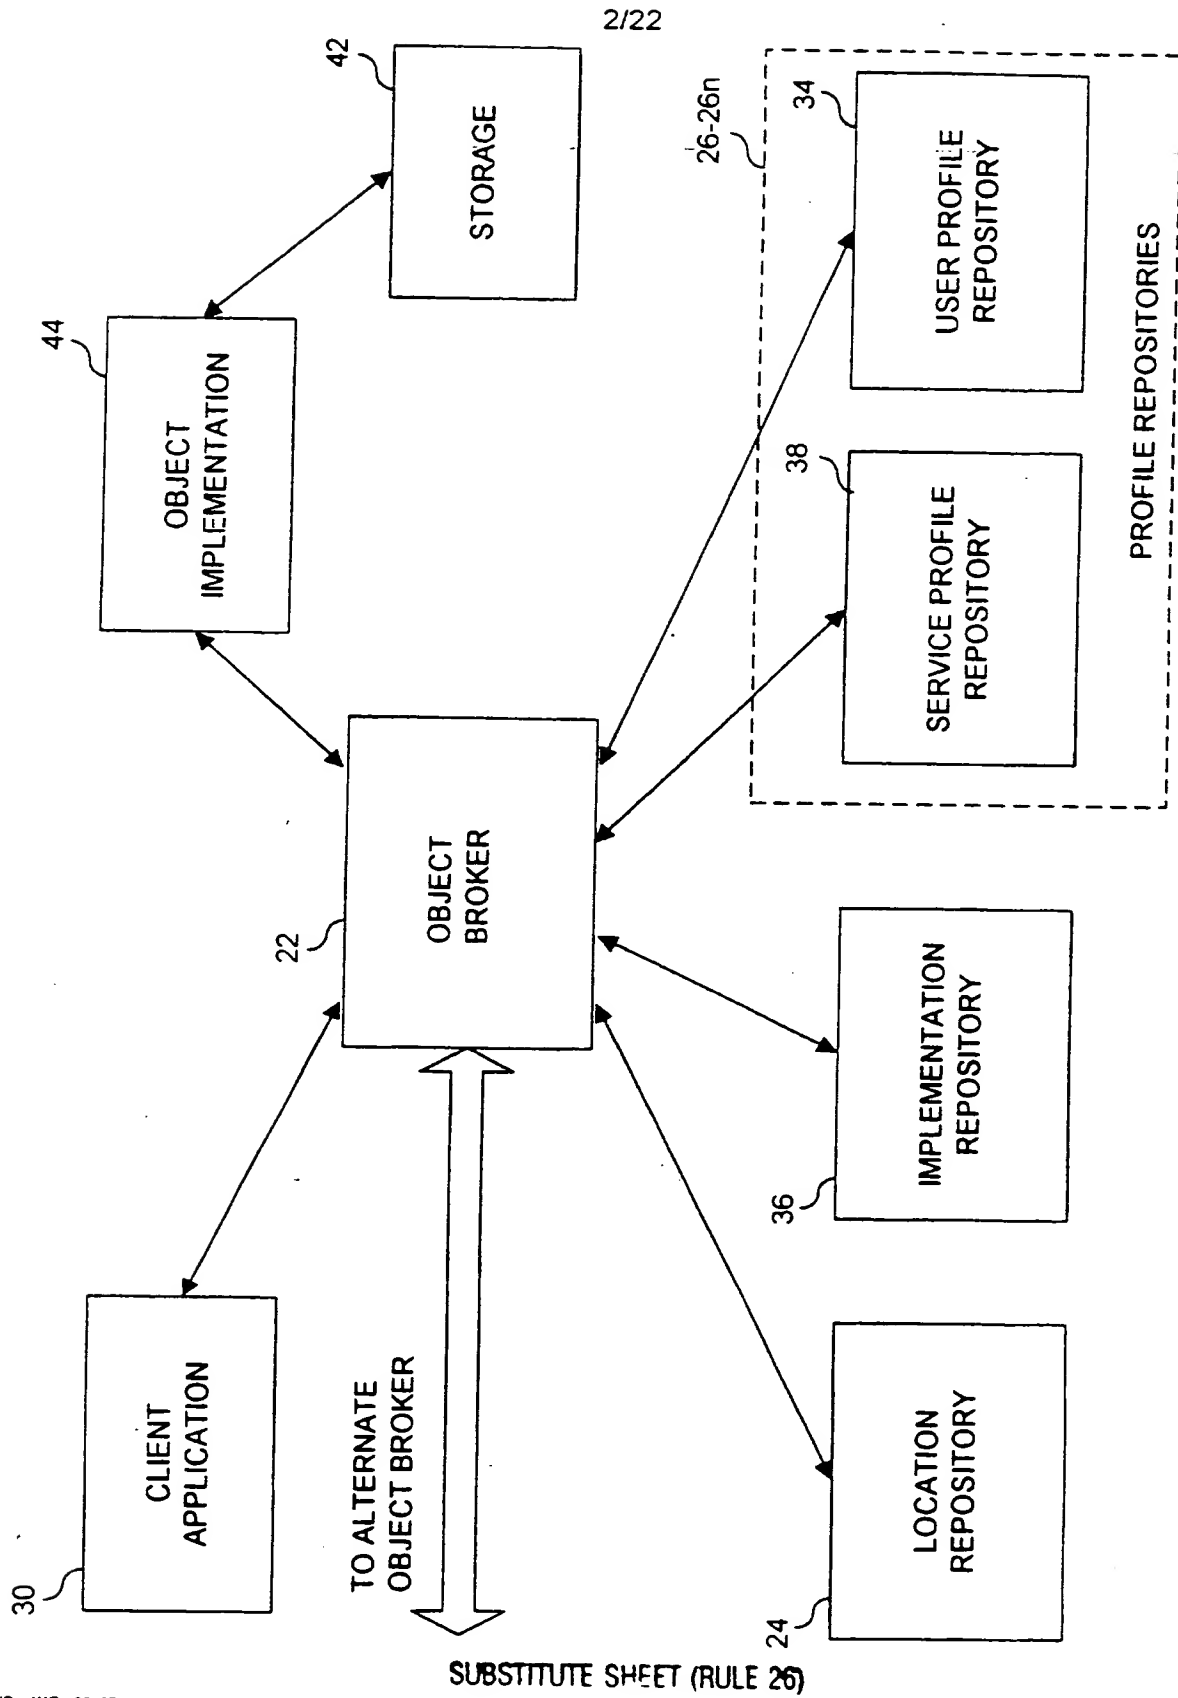 2/22
30
CLIENT
APPLICATION
44
OBJECT
IMPLEMENTATION
42
STORAGE
TO ALTERNATE
OBJECT BROKER
22
OBJECT
BROKER
24
LOCATION
REPOSITORY
36
IMPLEMENTATION
REPOSITORY
26-26n
38
SERVICE PROFILE
REPOSITORY
34
USER PROFILE
REPOSITORY
PROFILE REPOSITORIES
SUBSTITUTE SHEET (RULE 26)